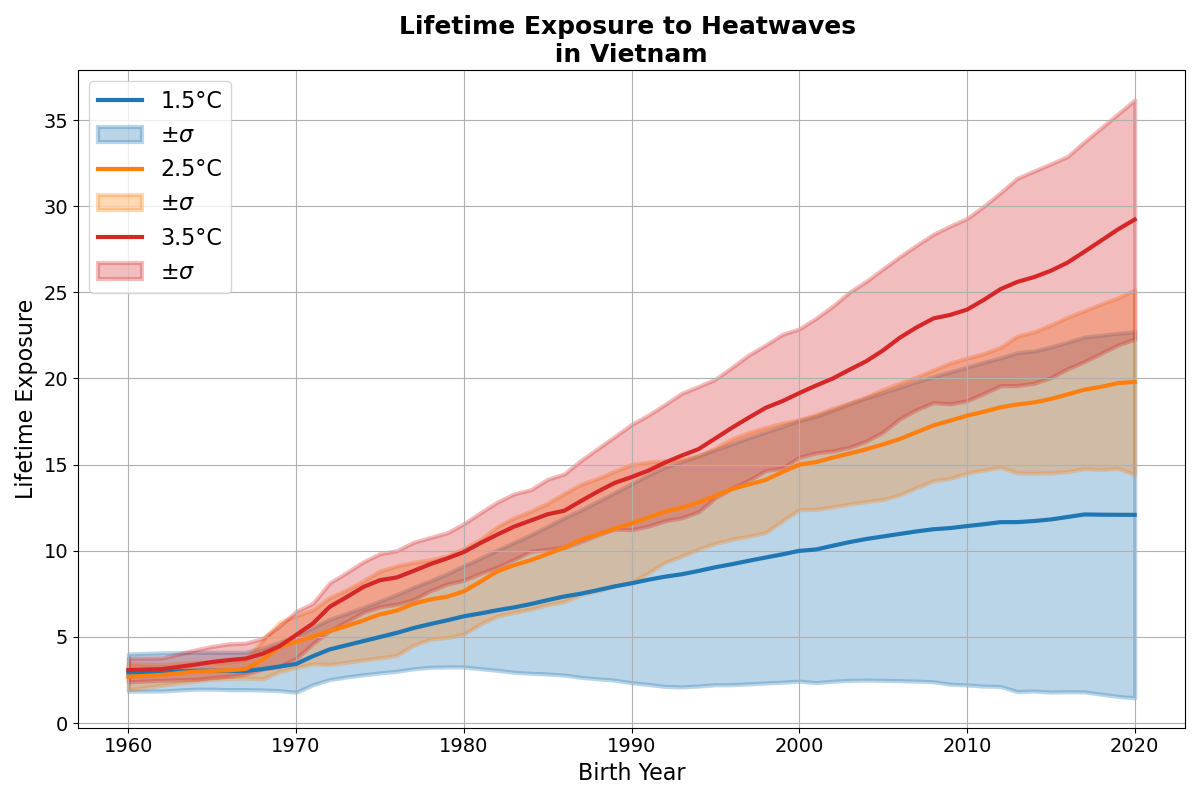 Lifetime Exposure to Heatwaves
in Vietnam
1.5°C
±σ
2.5°C
±σ
3.5°C
±σ
Lifetime Exposure
35
30
25
20
15
10
5
0
1960 1970 1980 1990 2000 2010 2020
Birth Year